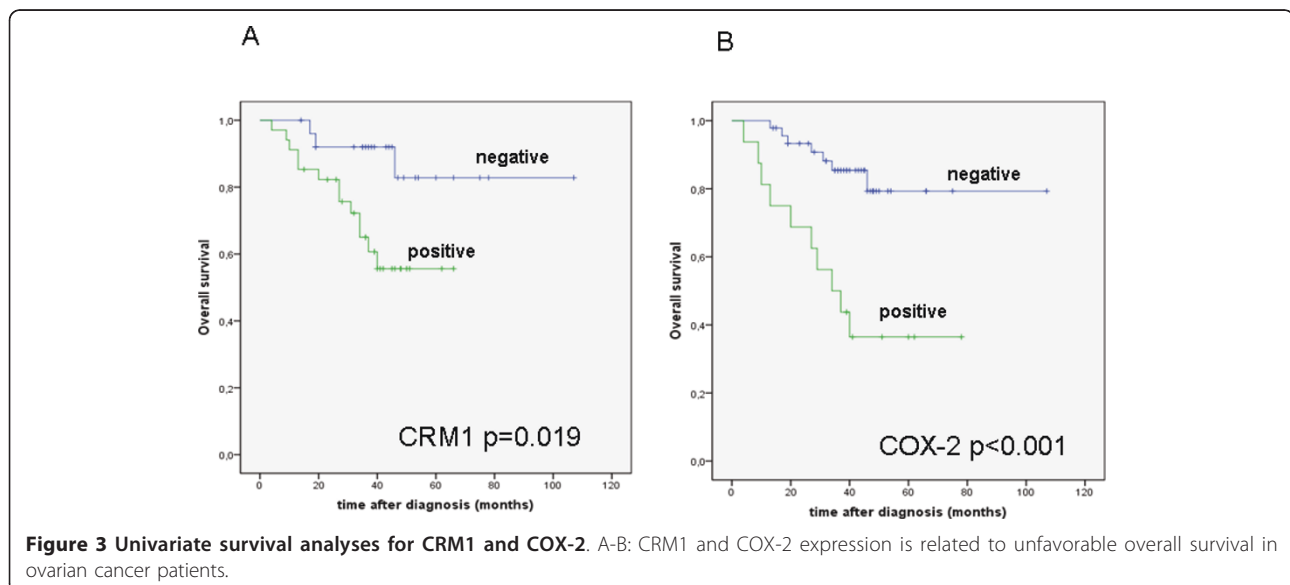 A
B
1,0
0,8
0,6
0,4
0,2
0,0
Overall survival
negative
positive
CRM1 p=0.019
0 20 40 60 80 100 120
time after diagnosis (months)
1,0
0,8
0,6
0,4
0,2
0,0
Overall survival
negative
positive
COX-2 p<0.001
0 20 40 60 80 100 120
time after diagnosis (months)
Figure 3 Univariate survival analyses for CRM1 and COX-2. A-B: CRM1 and COX-2 expression is related to unfavorable overall survival in
ovarian cancer patients.